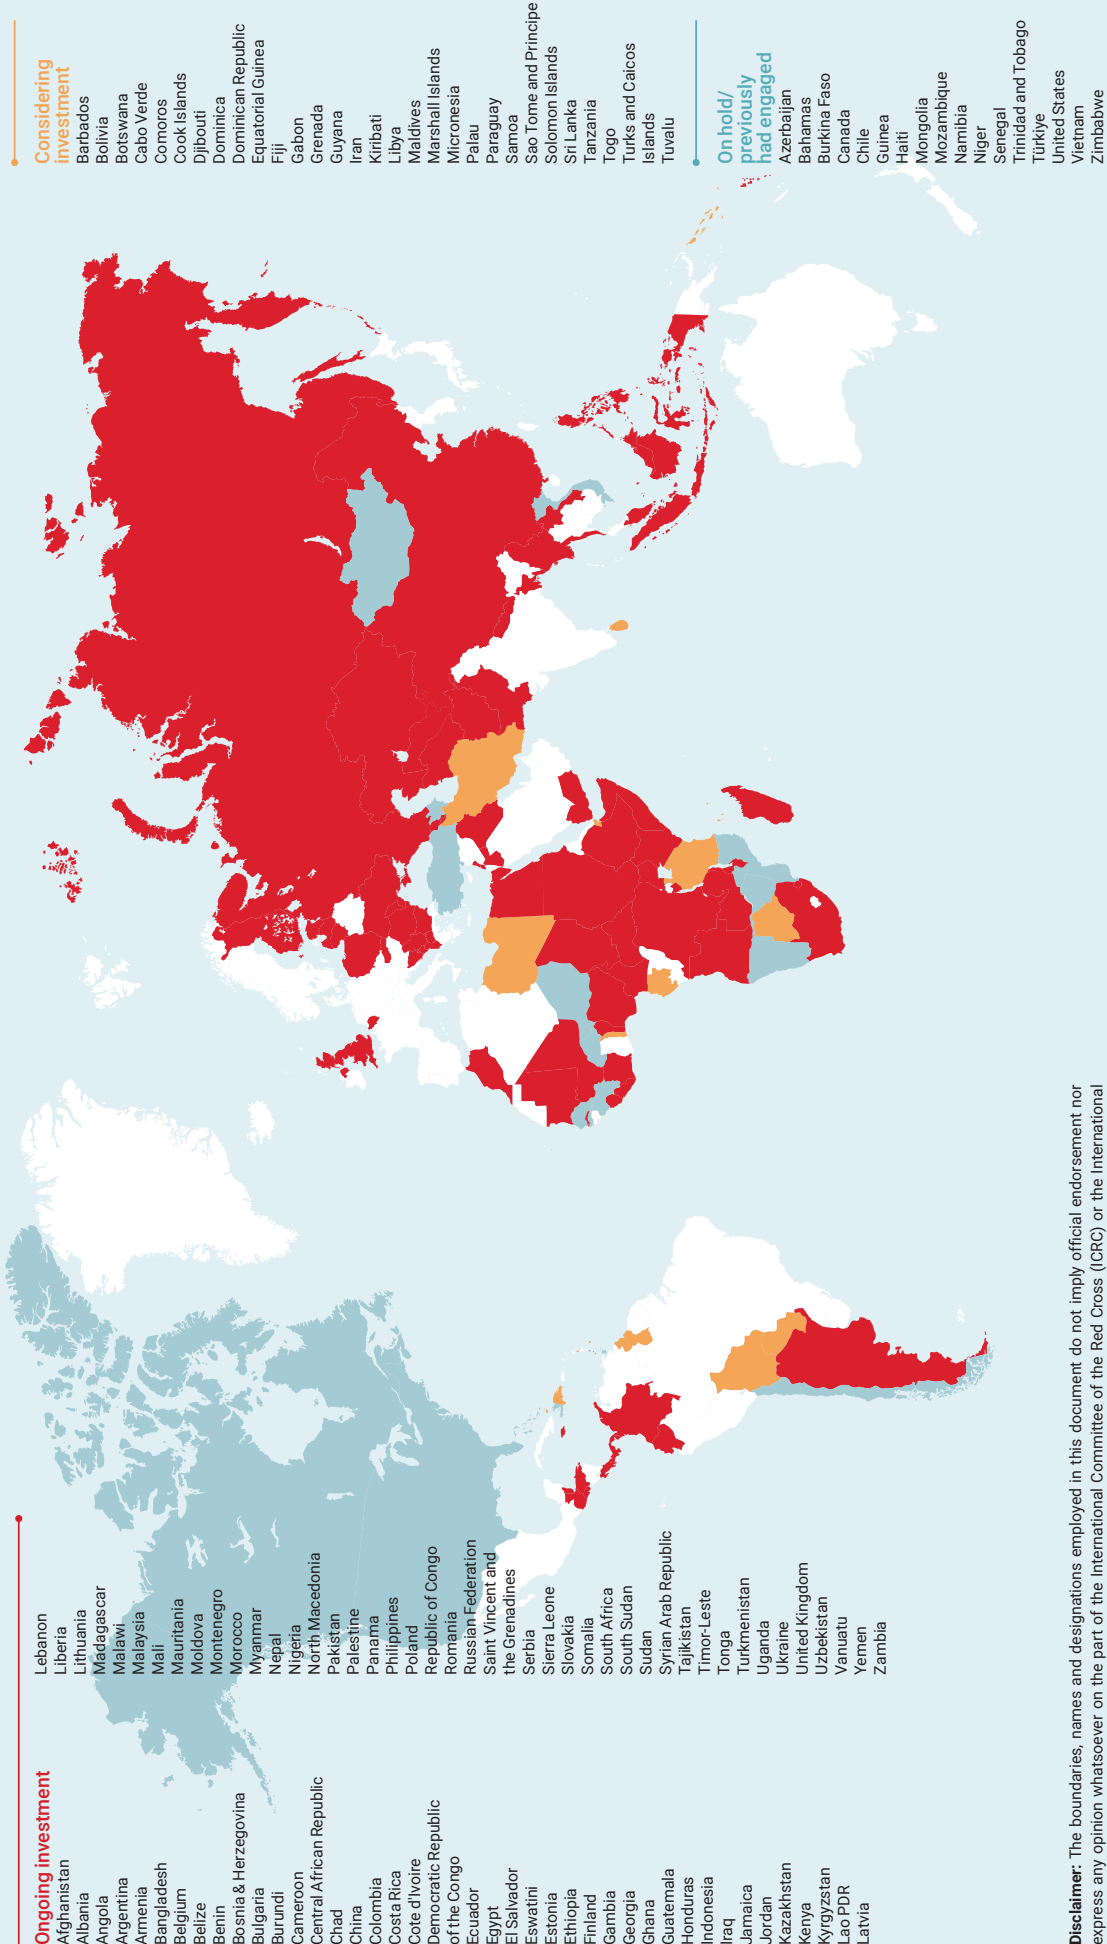 Ongoing investment
Afghanistan
Albania
Angola
Argentina
Armenia
Bangladesh
Belgium
Belize
Benin
Bosnia & Herzegovina
Bulgaria
Burundi
Cameroon
Central African Republic
Chad
China
Colombia
Costa Rica
Cote d'Ivoire
Democratic Republic
of the Congo
Ecuador
Egypt
El Salvador
Eswatini
Estonia
Ethiopia
Finland
Gambia
Georgia
Ghana
Guatemala
Honduras
Indonesia
Iraq
Jamaica
Jordan
Kazakhstan
Kenya
Kyrgyzstan
Lao PDR
Latvia
Lebanon
Liberia
Lithuania
Madagascar
Malawi
Malaysia
Mali
Mauritania
Moldova
Montenegro
Morocco
Myanmar
Nepal
Nigeria
North Macedonia
Pakistan
Palestine
Panama
Philippines
Poland
Republic of Congo
Romania
Russian Federation
Saint Vincent and
the Grenadines
Serbia
Sierra Leone
Slovakia
Somalia
South Africa
South Sudan
Sudan
Syrian Arab Republic
Tajikistan
Timor-Leste
Tonga
Turkmenistan
Uganda
Ukraine
United Kingdom
Uzbekistan
Vanuatu
Yemen
Zambia
Considering
investment
Barbados
Bolivia
Botswana
Cabo Verde
Comoros
Cook Islands
Djibouti
Dominica
Dominican Republic
Equatorial Guinea
Fiji
Gabon
Grenada
Guyana
Iran
Kiribati
Libya
Maldives
Marshall Islands
Micronesia
Palau
Paraguay
Samoa
Sao Tome and Principe
Solomon Islands
Sri Lanka
Tanzania
Togo
Turks and Caicos
Islands
Tuvalu
On hold/
previously
had engaged
Azerbaijan
Bahamas
Burkina Faso
Canada
Chile
Guinea
Haiti
Mongolia
Mozambique
Namibia
Niger
Senegal
Trinidad and Tobago
Türkiye
United States
Vietnam
Zimbabwe
Disclaimer: The boundaries, names and designations employed in this document do not imply official endorsement nor
express any opinion whatsoever on the part of the International Committee of the Red Cross (ICRC) or the International